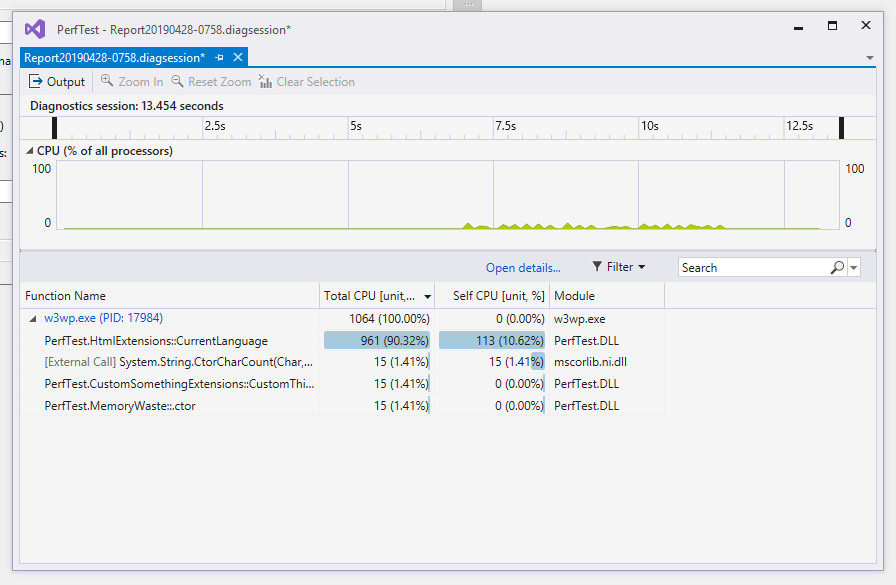 PerfTest - Report20190428-0758.diagsession*
Report20190428-0758.diagsession*
Output Zoom In Reset Zoom Clear Selection
Diagnostics session: 13.454 seconds
2.5s 5s 7.5s 10s 12.5s
CPU (% of all processors)
100 100
0 0
Open details... Filter Search
Function Name Total CPU [unit,... Self CPU [unit, %] Module
w3wp.exe (PID: 17984) 1064 (100.00%) 0 (0.00%) w3wp.exe
PerfTest.HtmlExtensions::CurrentLanguage 961 (90.32%) 113 (10.62%) PerfTest.DLL
[External Call] System.String.CtorCharCount(Char,... 15 (1.41%) 15 (1.41%) mscorlib.ni.dll
PerfTest.CustomSomethingExtensions::CustomThi... 15 (1.41%) 0 (0.00%) PerfTest.DLL
PerfTest.MemoryWaste::.ctor 15 (1.41%) 0 (0.00%) PerfTest.DLL